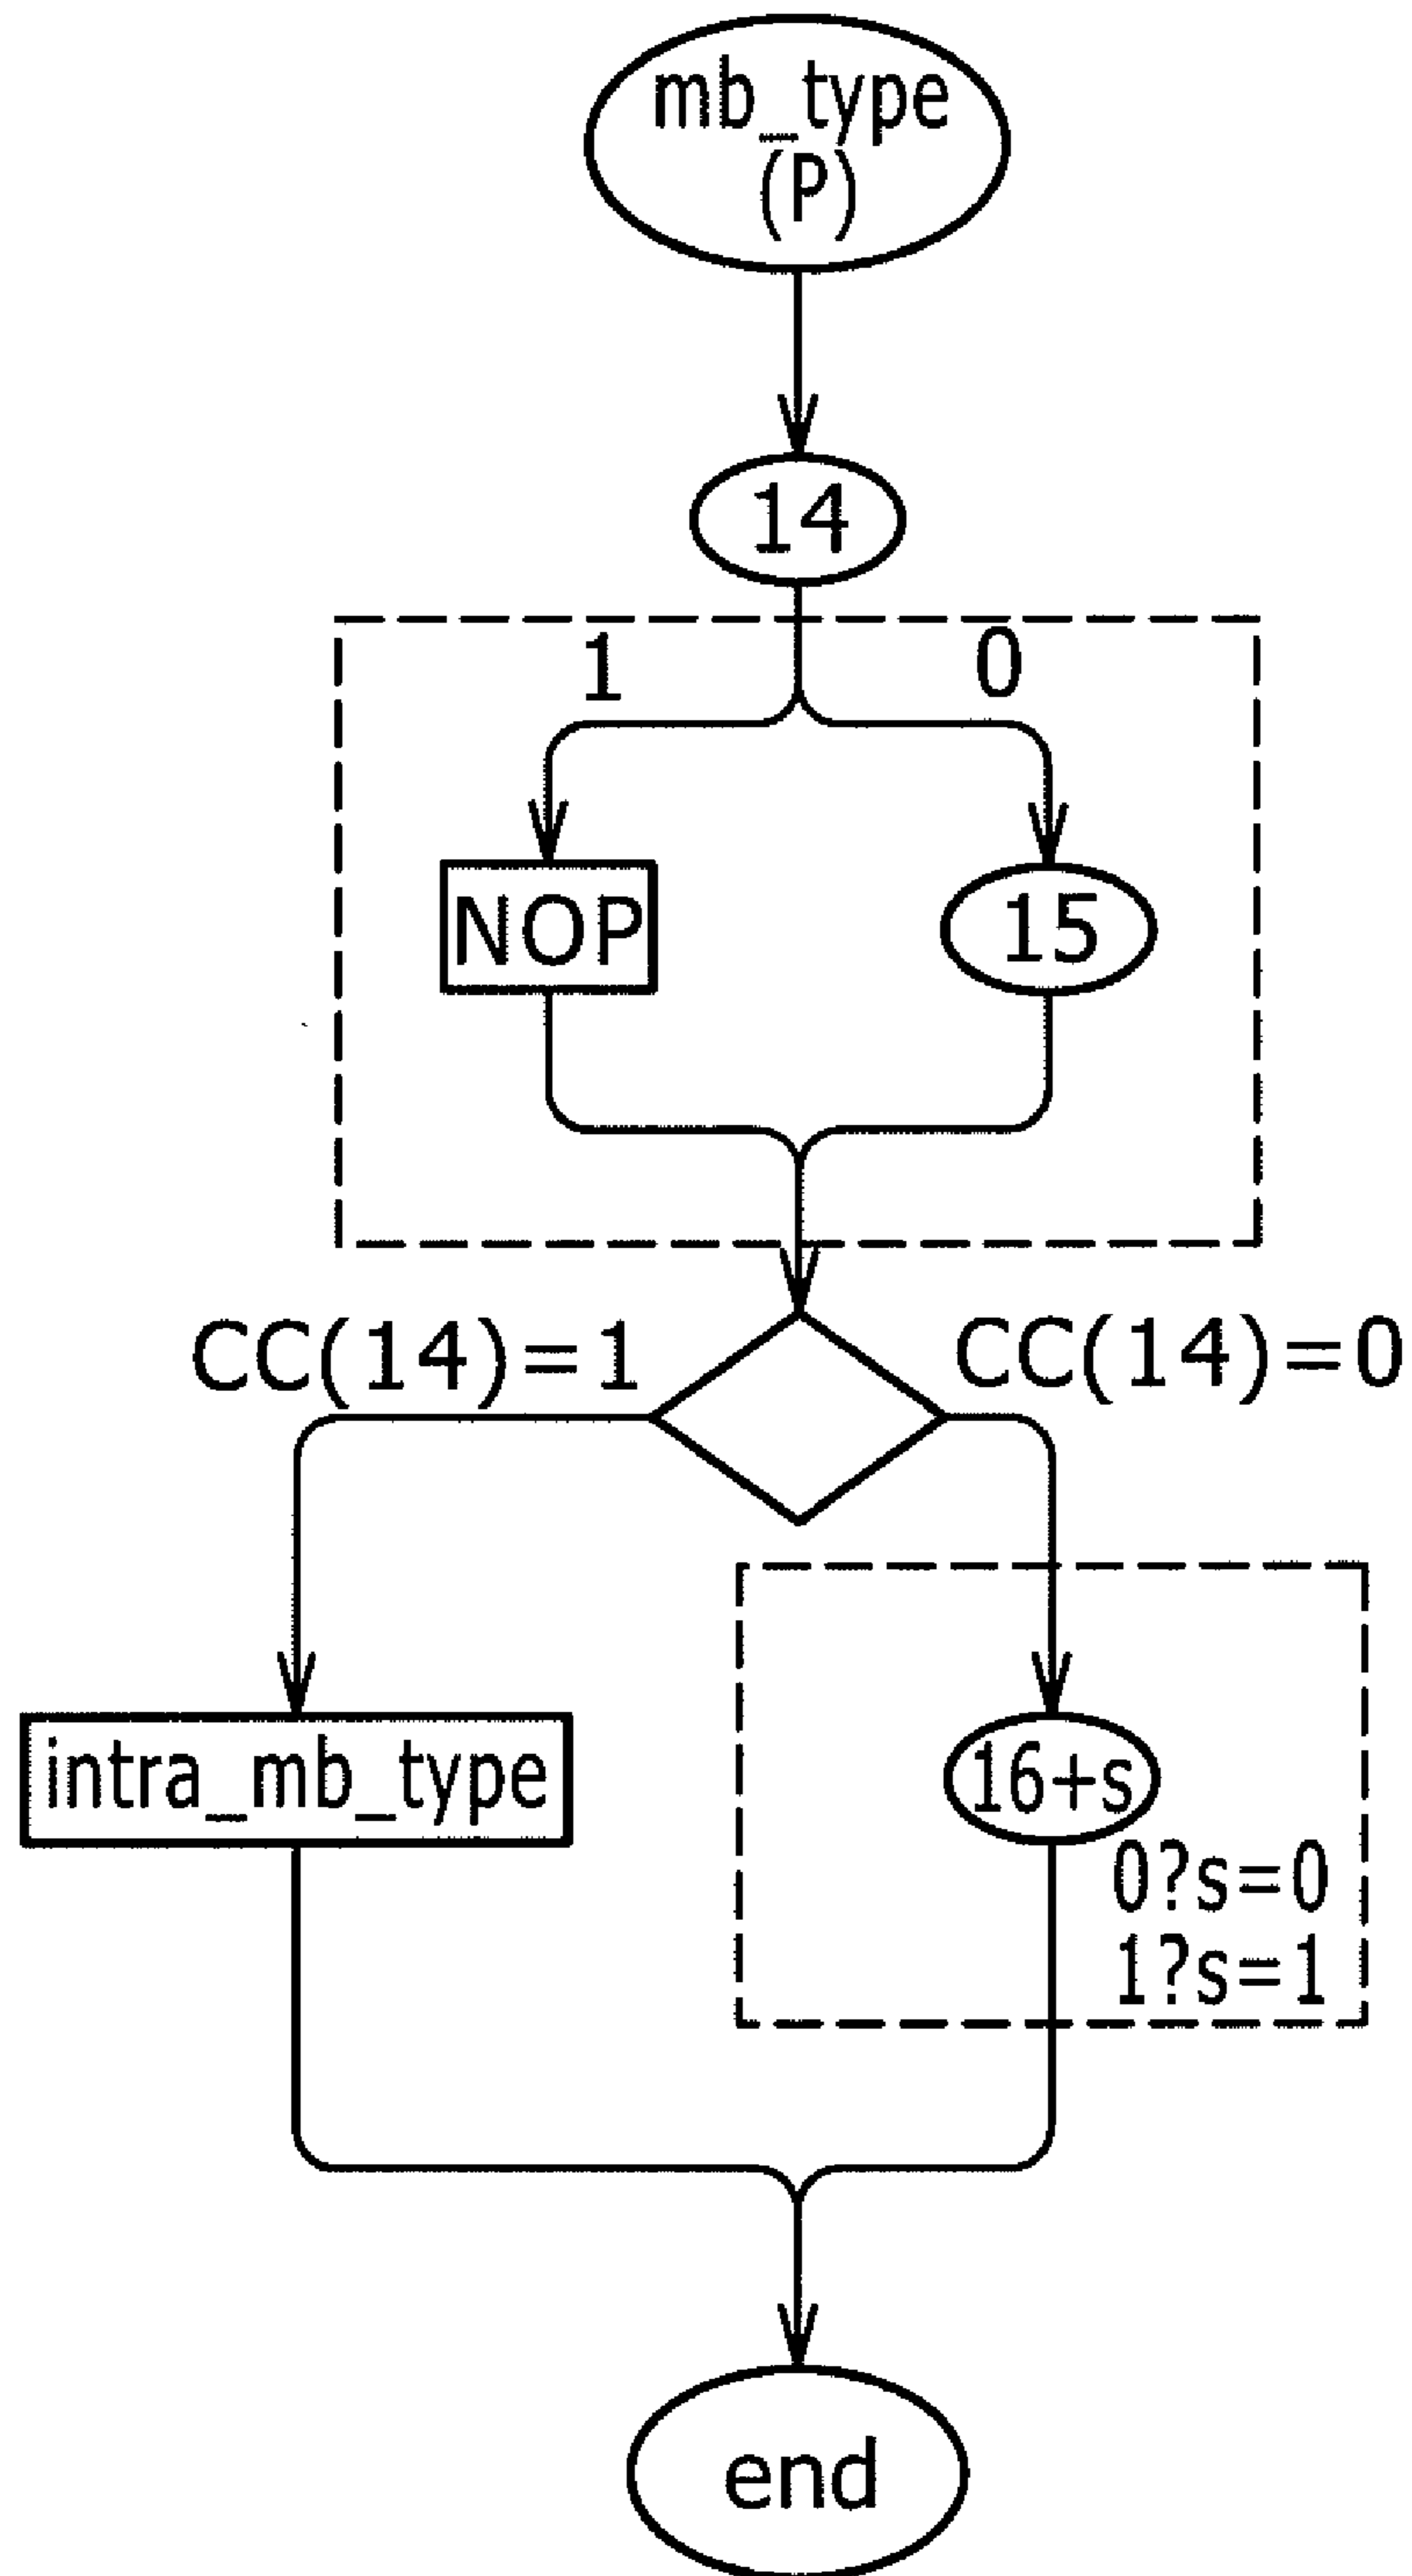 mb_type
(P)
14
1
0
NOP
15
CC(14)=1
CC(14)=0
intra_mb_type
16+s
0?s=0
1?s=1
end